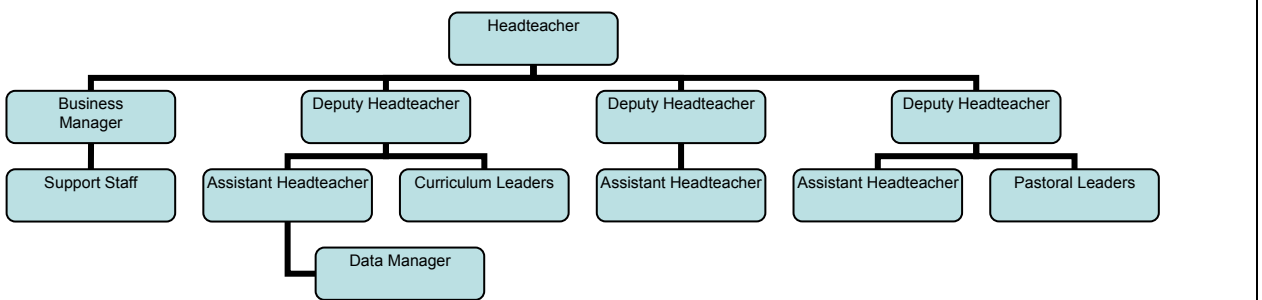 Headteacher
Business
Manager
Deputy Headteacher
Deputy Headteacher
Deputy Headteacher
Support Staff
Assistant Headteacher
Curriculum Leaders
Assistant Headteacher
Assistant Headteacher
Pastoral Leaders
Data Manager